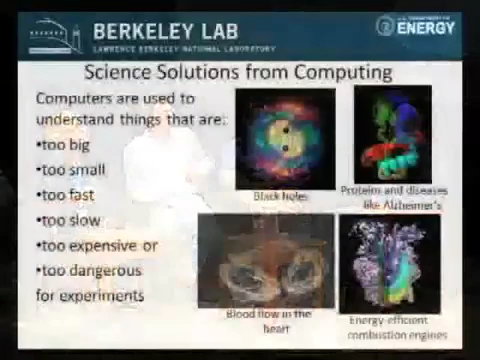 BERKELEY LAB
LAWRENCE BERKELEY NATIONAL LABORATORY
U.S. DEPARTMENT OF
ENERGY
Science Solutions from Computing
Computers are used to
understand things that are:
•too big
•too small
•too fast
•too slow
•too expensive or
•too dangerous
for experiments
Black holes
Proteins and diseases
like Alzheimer's
Blood flow in the
heart
Energy-efficient
combustion engines